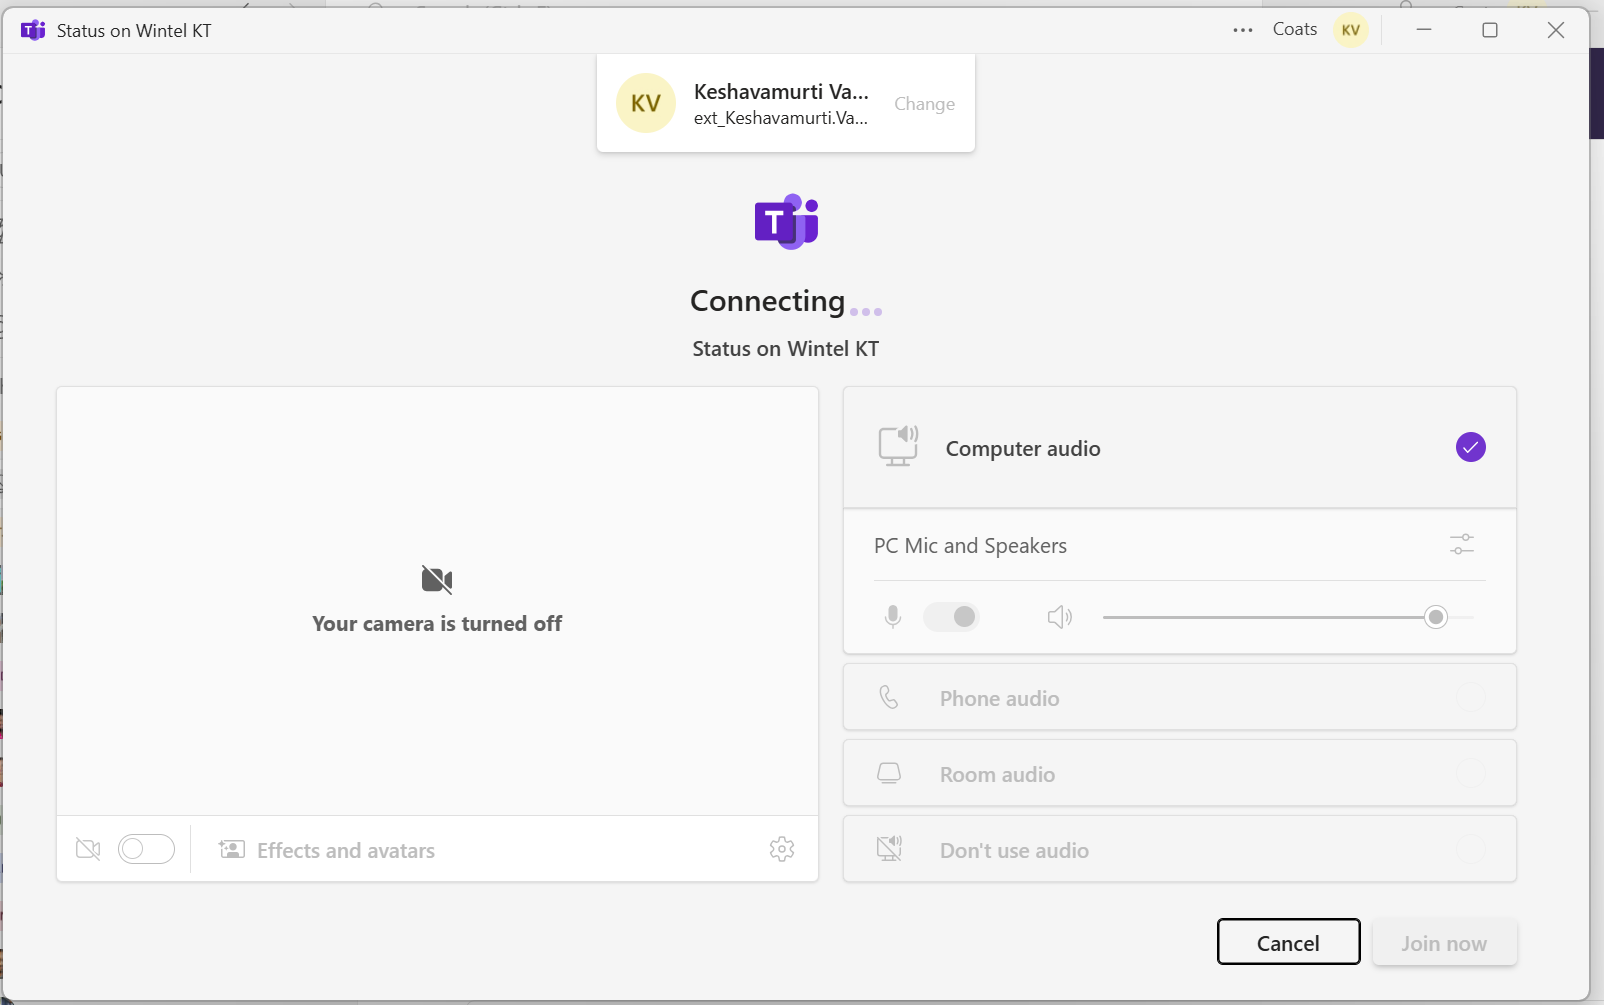 Status on Wintel KT
Coats
KV
KV
Keshavamurti Va...
ext_Keshavamurti.Va...
Change
T
Connecting...
Status on Wintel KT
Your camera is turned off
Effects and avatars
Computer audio
PC Mic and Speakers
Phone audio
Room audio
Don't use audio
Cancel
Join now